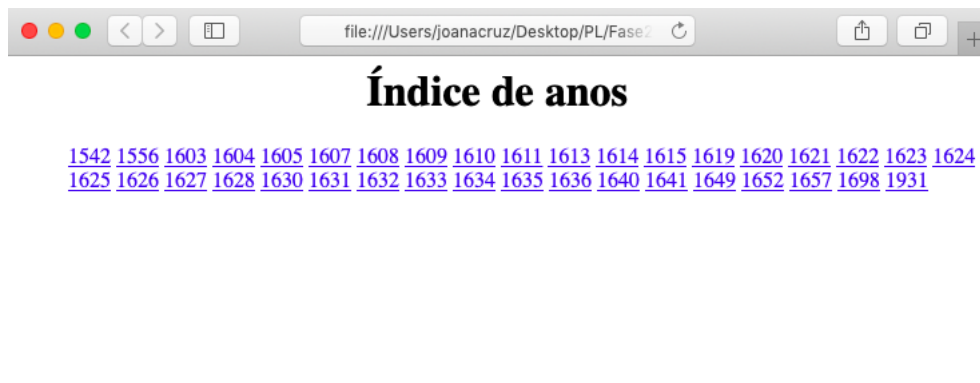 file:///Users/joanacruz/Desktop/PL/Fase2
Índice de anos
1542 1556 1603 1604 1605 1607 1608 1609 1610 1611 1613 1614 1615 1619 1620 1621 1622 1623 1624
1625 1626 1627 1628 1630 1631 1632 1633 1634 1635 1636 1640 1641 1649 1652 1657 1698 1931